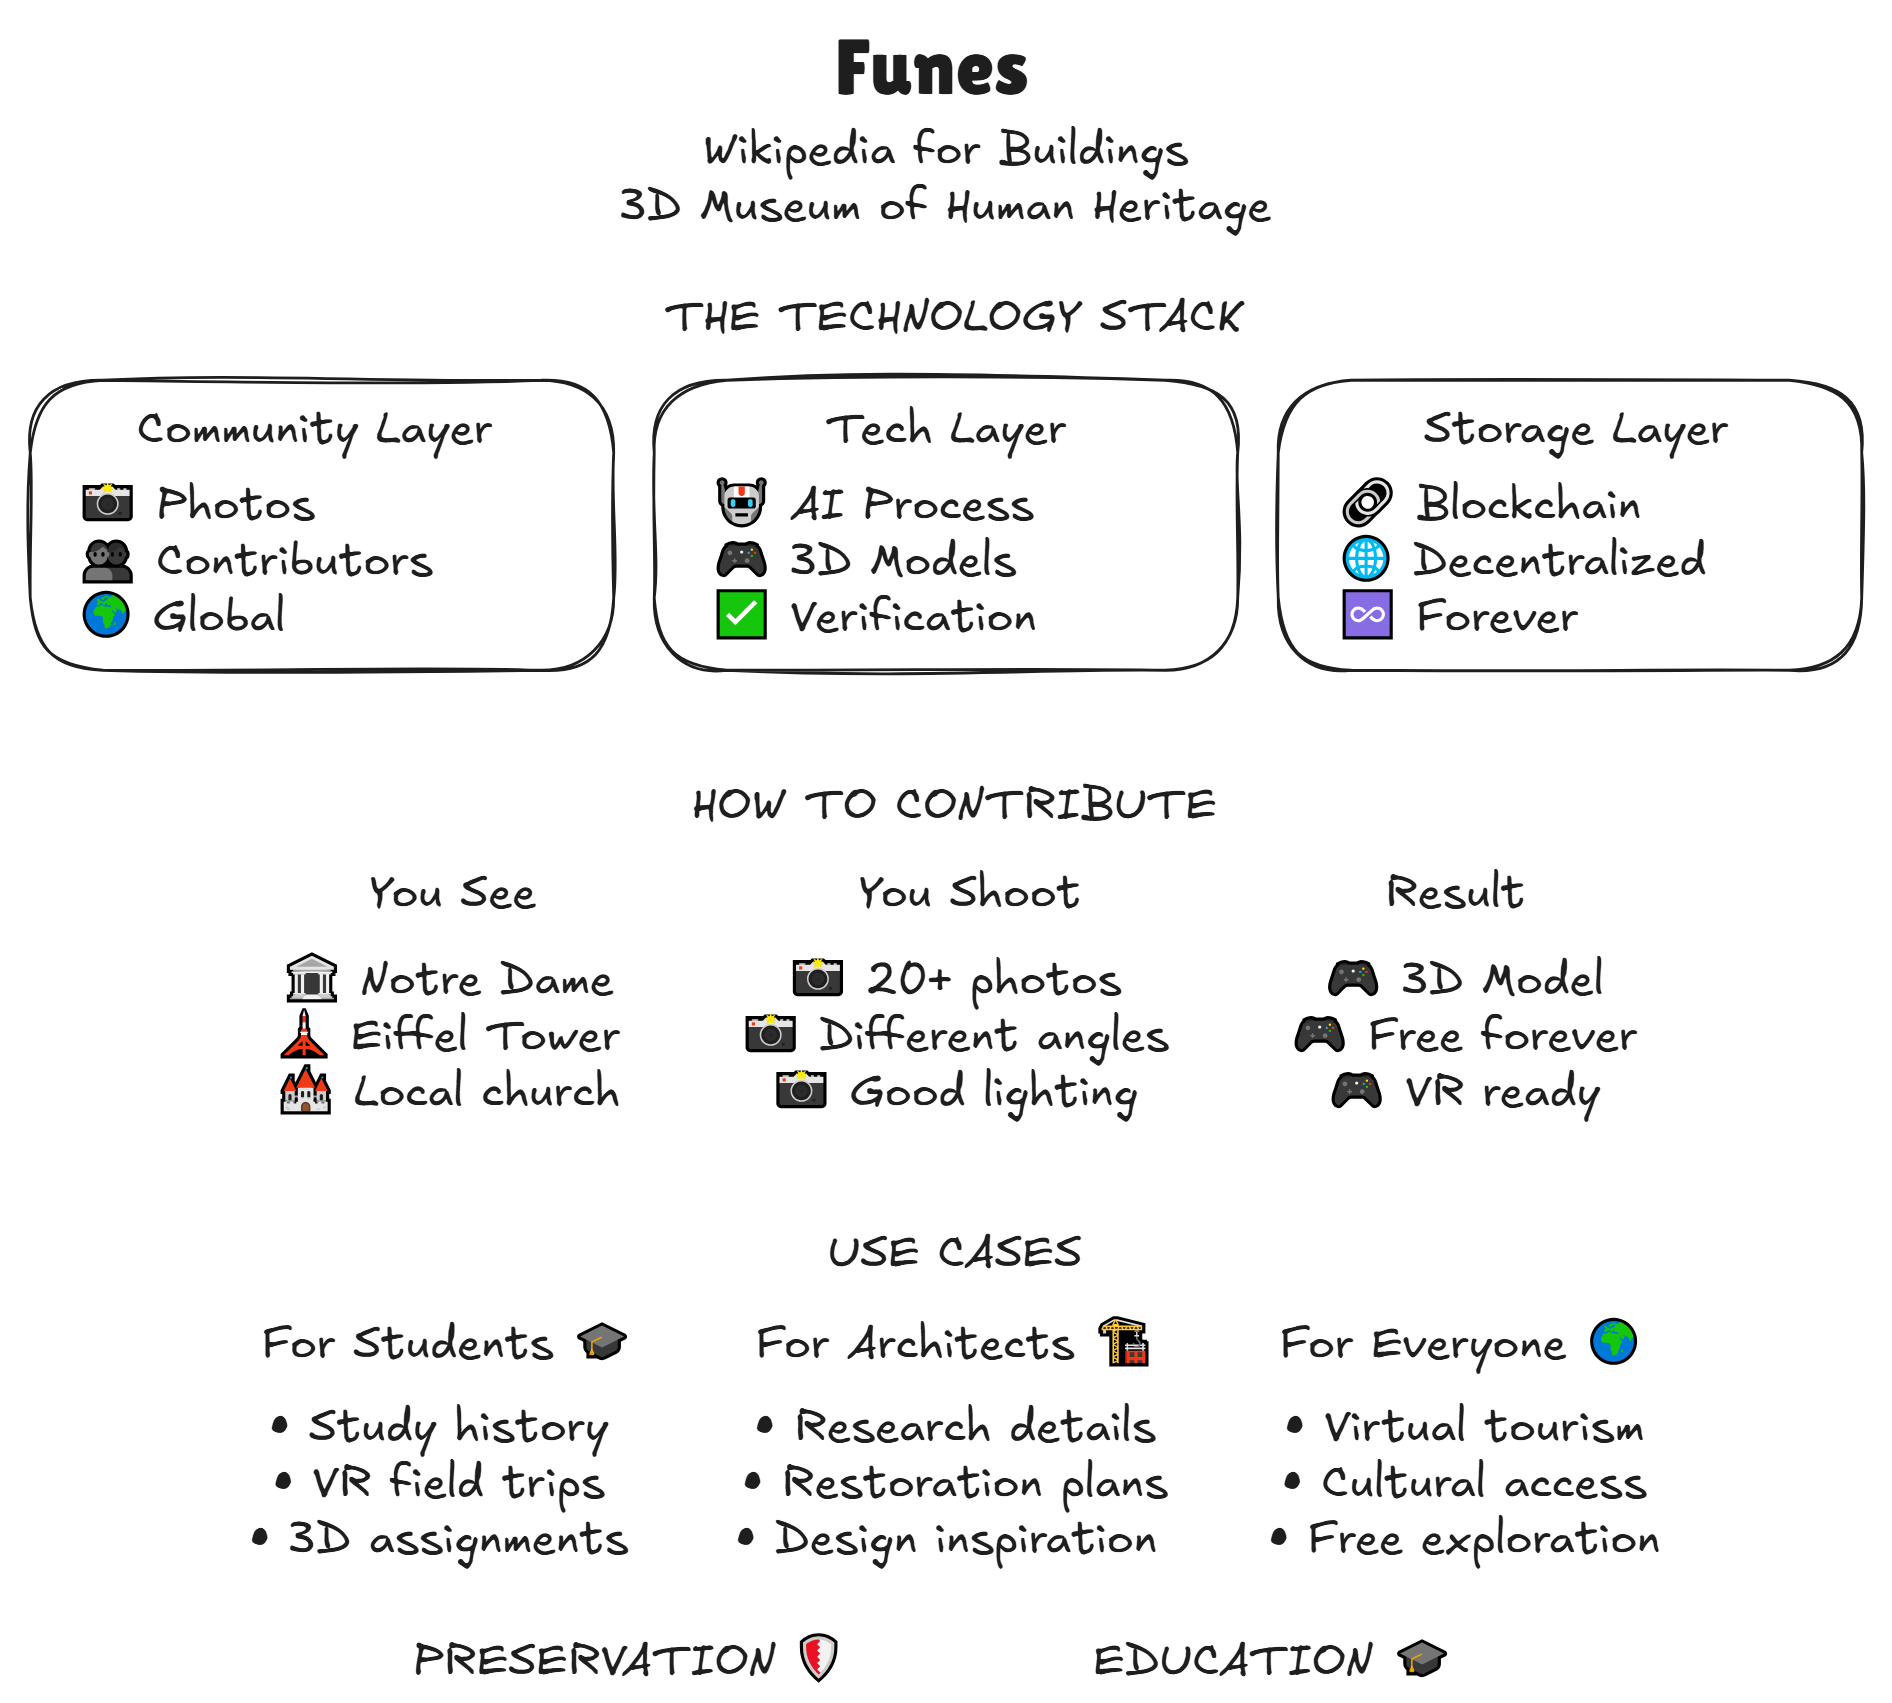 Funes
Wikipedia for Buildings
3D Museum of Human Heritage
THE TECHNOLOGY STACK
Community Layer
Photos
Contributors
Global
Tech Layer
AI Process
3D Models
Verification
Storage Layer
Blockchain
Decentralized
Forever
HOW TO CONTRIBUTE
You See
Notre Dame
Eiffel Tower
Local church
You Shoot
20+ photos
Different angles
Good lighting
Result
3D Model
Free forever
VR ready
USE CASES
For Students
• Study history
• VR field trips
• 3D assignments
For Architects
• Research details
• Restoration plans
• Design inspiration
For Everyone
• Virtual tourism
• Cultural access
• Free exploration
PRESERVATION
EDUCATION